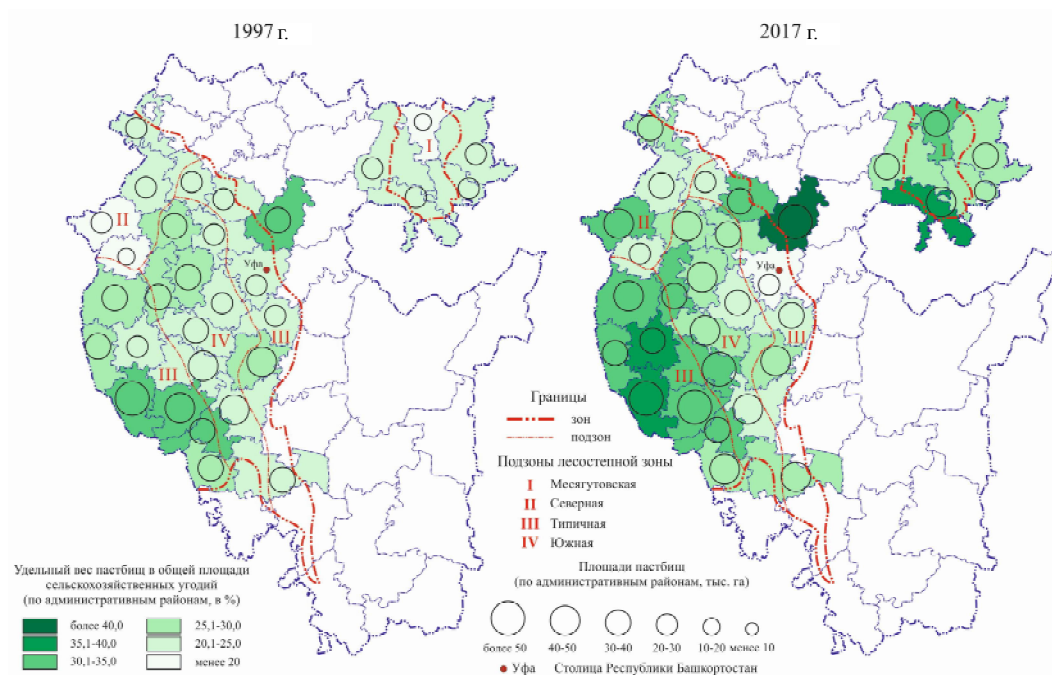 1997 г.
2017 г.
I
II
Уфа
III
IV
III
I
II
Уфа
III
IV
III
Границы
зон
подзон
Подзоны лесостепной зоны
I Месягутовская
II Северная
III Типичная
IV Южная
Удельный вес пастбищ в общей площади
сельскохозяйственных угодий
(по административным районам, в %)
более 40,0 25,1-30,0
35,1-40,0 20,1-25,0
30,1-35,0 менее 20
Площади пастбищ
(по административным районам, тыс. га)
более 50 40-50 30-40 20-30 10-20 менее 10
Уфа Столица Республики Башкортостан